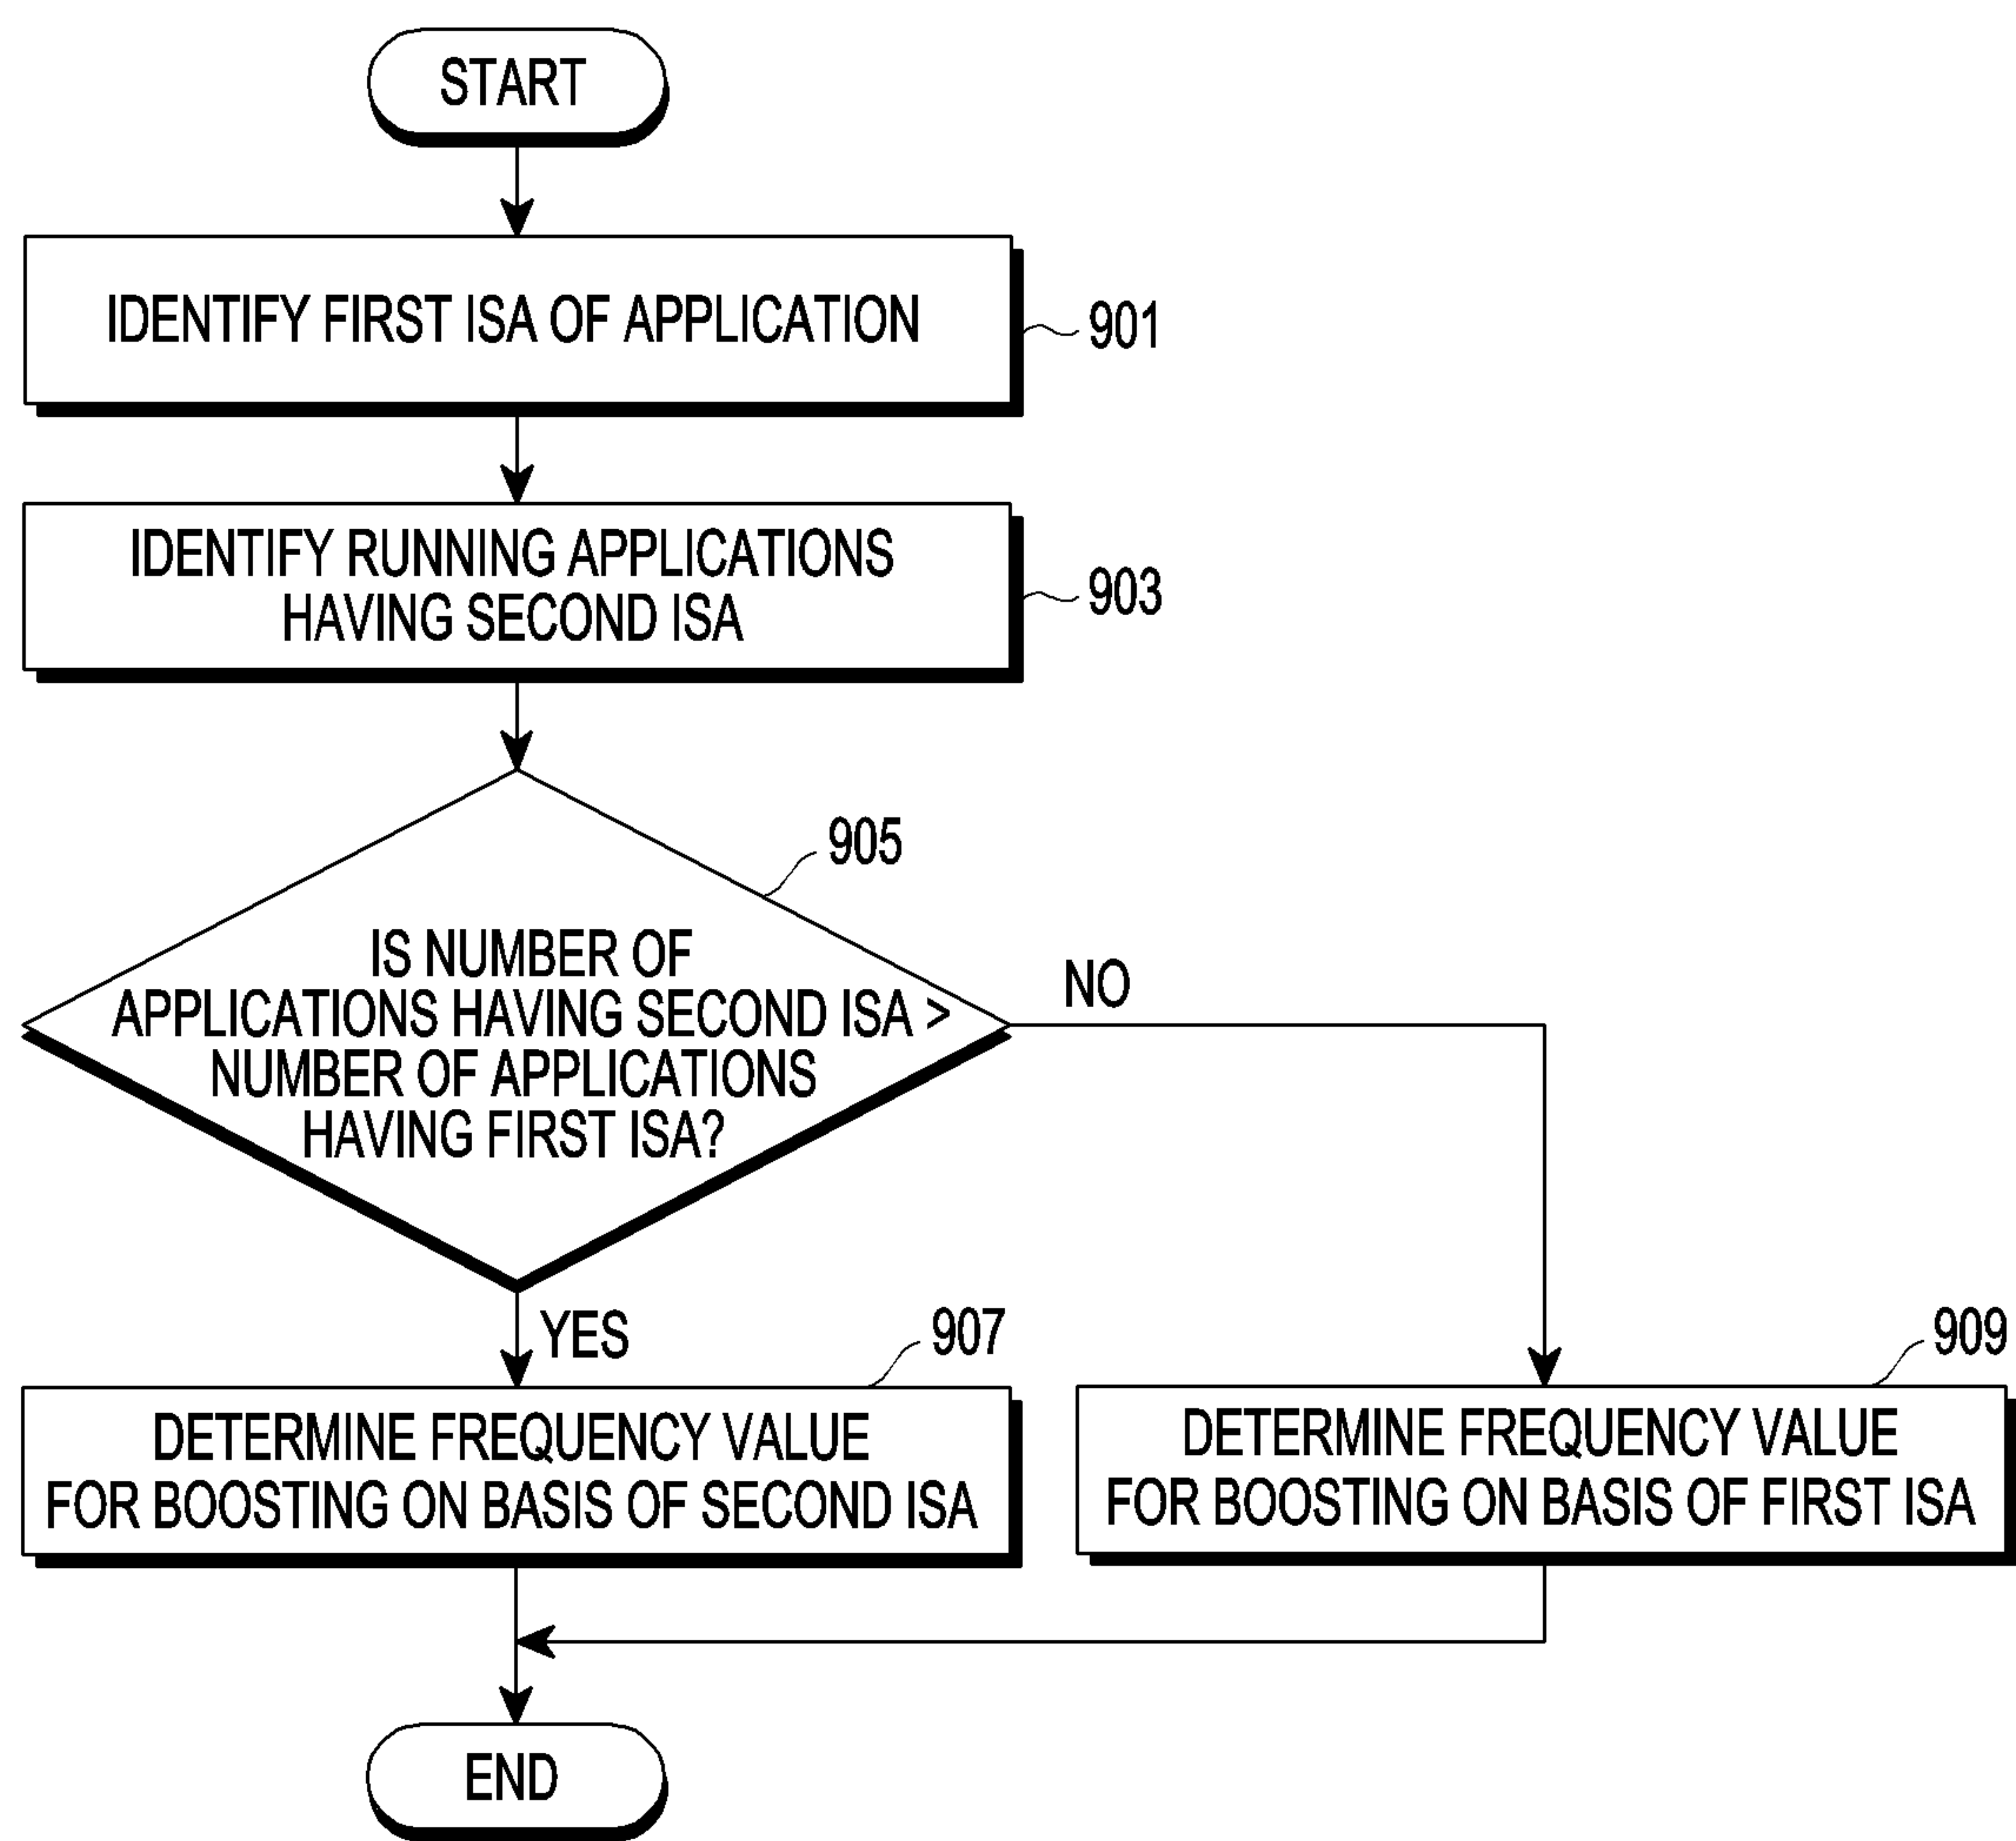 START
IDENTIFY FIRST ISA OF APPLICATION
901
IDENTIFY RUNNING APPLICATIONS
HAVING SECOND ISA
903
905
IS NUMBER OF
APPLICATIONS HAVING SECOND ISA >
NUMBER OF APPLICATIONS
HAVING FIRST ISA?
NO
YES
907
DETERMINE FREQUENCY VALUE
FOR BOOSTING ON BASIS OF SECOND ISA
909
DETERMINE FREQUENCY VALUE
FOR BOOSTING ON BASIS OF FIRST ISA
END